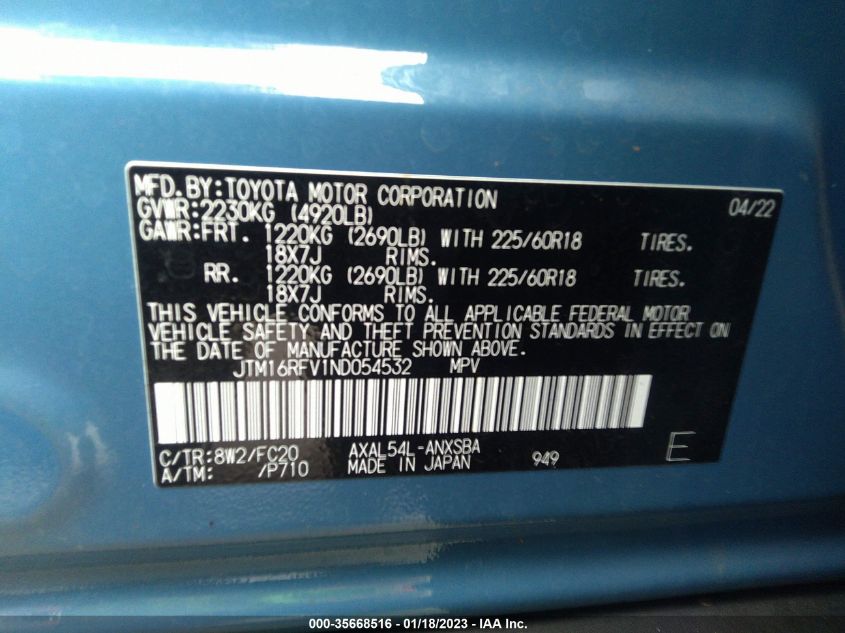 MFD.BY:TOYOTA MOTOR CORPORATION 04/22
GVWR:2230KG (4920LB)
GAWR:FRT. 1220KG (2690LB) WITH 225/60R18 TIRES.
18X7J RIMS.
RR. 1220KG (2690LB) WITH 225/60R18 TIRES.
18X7J RIMS.
THIS VEHICLE CONFORMS TO ALL APPLICABLE FEDERAL MOTOR
VEHICLE SAFETY AND THEFT PREVENTION STANDARDS IN EFFECT ON
THE DATE OF MANUFACTURE SHOWN ABOVE.
JTM16RFV1ND054532 MPV
C/TR:8W2/FC20 AXAL54L-ANXSBA
A/TM: /P710 MADE IN JAPAN 949 E
000-35668516 - 01/18/2023 - IAA Inc.